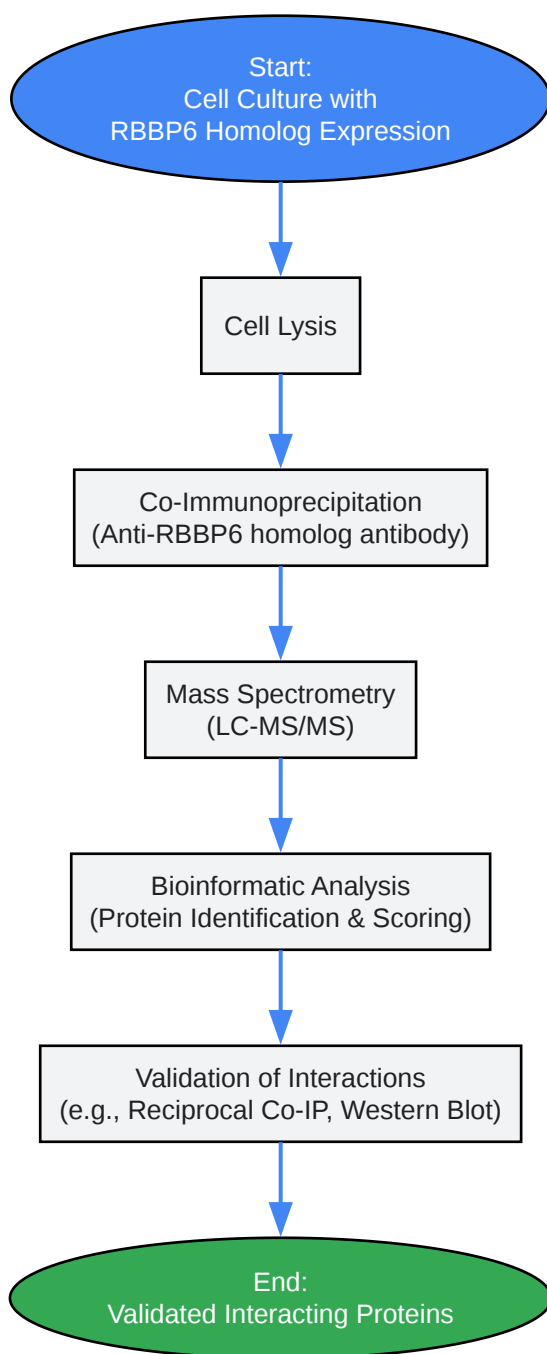 Start:
Cell Culture with
RBBP6 Homolog Expression
Cell Lysis
Co-Immunoprecipitation
(Anti-RBBP6 homolog antibody)
Mass Spectrometry
(LC-MS/MS)
Bioinformatic Analysis
(Protein Identification & Scoring)
Validation of Interactions
(e.g., Reciprocal Co-IP, Western Blot)
End:
Validated Interacting Proteins